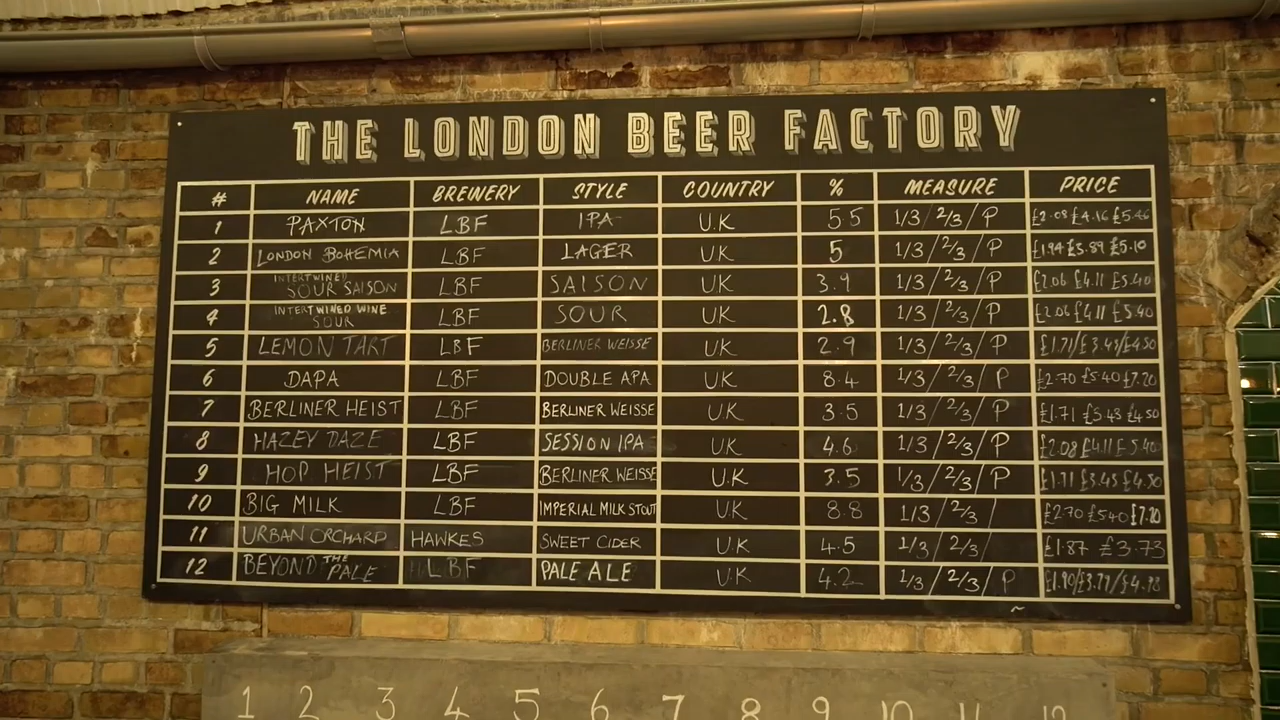 THE LONDON BEER FACTORY
# NAME BREWERY STYLE COUNTRY % MEASURE PRICE
1 PAXTON LBF IPA U.K 5.5 1/3 / 2/3 / P £2.08 £4.16 £5.46
2 LONDON BOHEMIA LBF LAGER UK 5 1/3 / 2/3 / P £1.94 £3.89 £5.10
3 INTERTWINED SOUR SAISON LBF SAISON UK 3.9 1/3 / 2/3 / P £2.06 £4.11 £5.40
4 INTERTWINED WINE SOUR LBF SOUR UK 2.8 1/3 / 2/3 / P £2.06 £4.11 £5.40
5 LEMON TART LBF BERLINER WEISSE UK 2.9 1/3 / 2/3 / P £1.71/£3.43/£4.50
6 DAPA LBF DOUBLE APA UK 8.4 1/3 / 2/3 / P £2.70 £5.40 £7.20
7 BERLINER HEIST LBF BERLINER WEISSE U.K 3.5 1/3 / 2/3 / P £1.71 £3.43 £4.50
8 HAZEY DAZE LBF SESSION IPA UK 4.6 1/3 / 2/3 / P £2.08 £4.11 £5.40
9 HOP HEIST LBF BERLINER WEISSE U.K 3.5 1/3 / 2/3 / P £1.71 £3.43 £4.50
10 BIG MILK LBF IMPERIAL MILK STOUT U.K 8.8 1/3 / 2/3 / £2.70 £5.40 £7.20
11 URBAN ORCHARD HAWKES SWEET CIDER U.K 4.5 1/3 / 2/3 / £1.87 £3.73
12 BEYOND THE PALE LBF PALE ALE U.K 4.2 1/3 / 2/3 / P £1.90/£3.79/£4.98
1 2 3 4 5 6 7 8 9 10 11 12